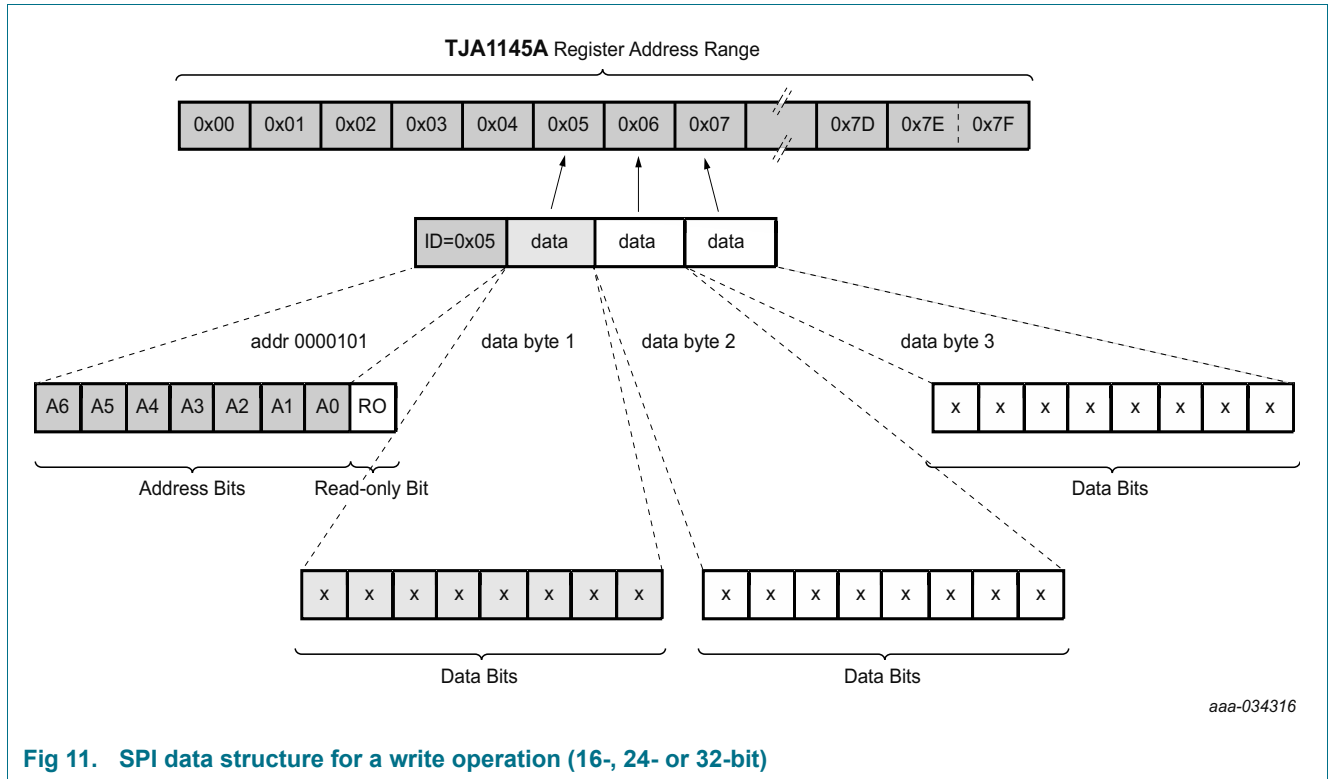 TJA1145A Register Address Range
0x00 0x01 0x02 0x03 0x04 0x05 0x06 0x07 0x7D 0x7E 0x7F
ID=0x05 data data data
addr 0000101 data byte 1 data byte 2 data byte 3
A6 A5 A4 A3 A2 A1 A0 RO x x x x x x x x
Address Bits Read-only Bit Data Bits
x x x x x x x x x x x x x x x x
Data Bits Data Bits
aaa-034316
Fig 11. SPI data structure for a write operation (16-, 24- or 32-bit)